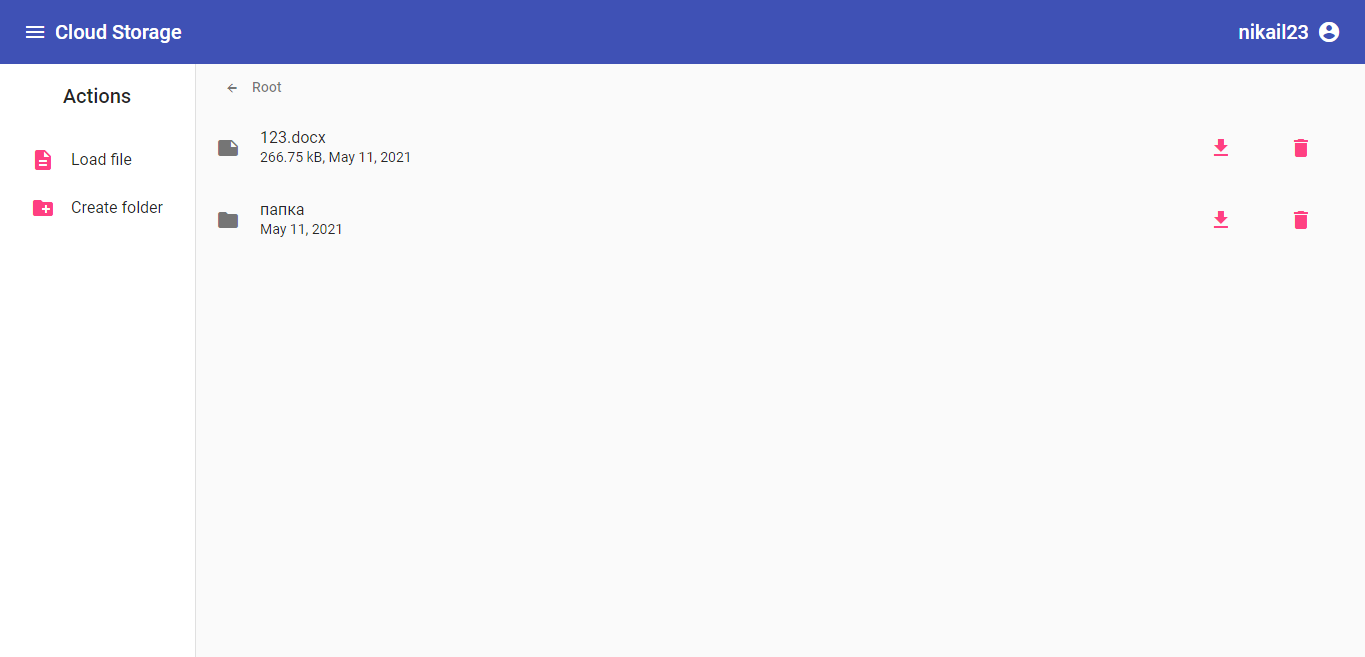 Cloud Storage
nikail23
Actions
Load file
Create folder
Root
123.docx
266.75 kB, May 11, 2021
папка
May 11, 2021